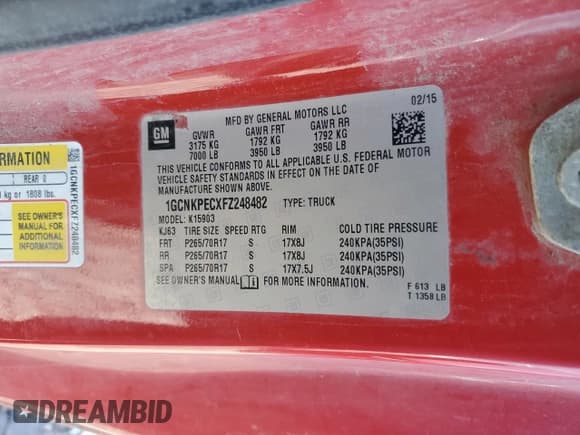 GM
MFD BY GENERAL MOTORS LLC
02/15
GVWR GAWR FRT GAWR RR
3175 KG 1792 KG 1792 KG
7000 LB 3950 LB 3950 LB
THIS VEHICLE CONFORMS TO ALL APPLICABLE U.S. FEDERAL MOTOR
VEHICLE SAFETY STANDARDS IN EFFECT ON THE DATE OF
MANUFACTURE SHOWN ABOVE.
1GCNKPECXFZ248482 TYPE: TRUCK
MODEL: K15903
KJ63 TIRE SIZE SPEED RTG RIM COLD TIRE PRESSURE
FRT P265/70R17 S 17X8J 240KPA(35PSI)
RR P265/70R17 S 17X8J 240KPA(35PSI)
SPA P265/70R17 S 17X7.5J 240KPA(35PSI)
SEE OWNER'S MANUAL FOR MORE INFORMATION.
F 613 LB
T 1358 LB
ORMATION
REAR 0
kg or 1808 lbs.
SEE OWNER'S
MANUAL FOR
ADDITIONAL
INFORMATION
1GCNKPECXFZ248482
DREAMBID